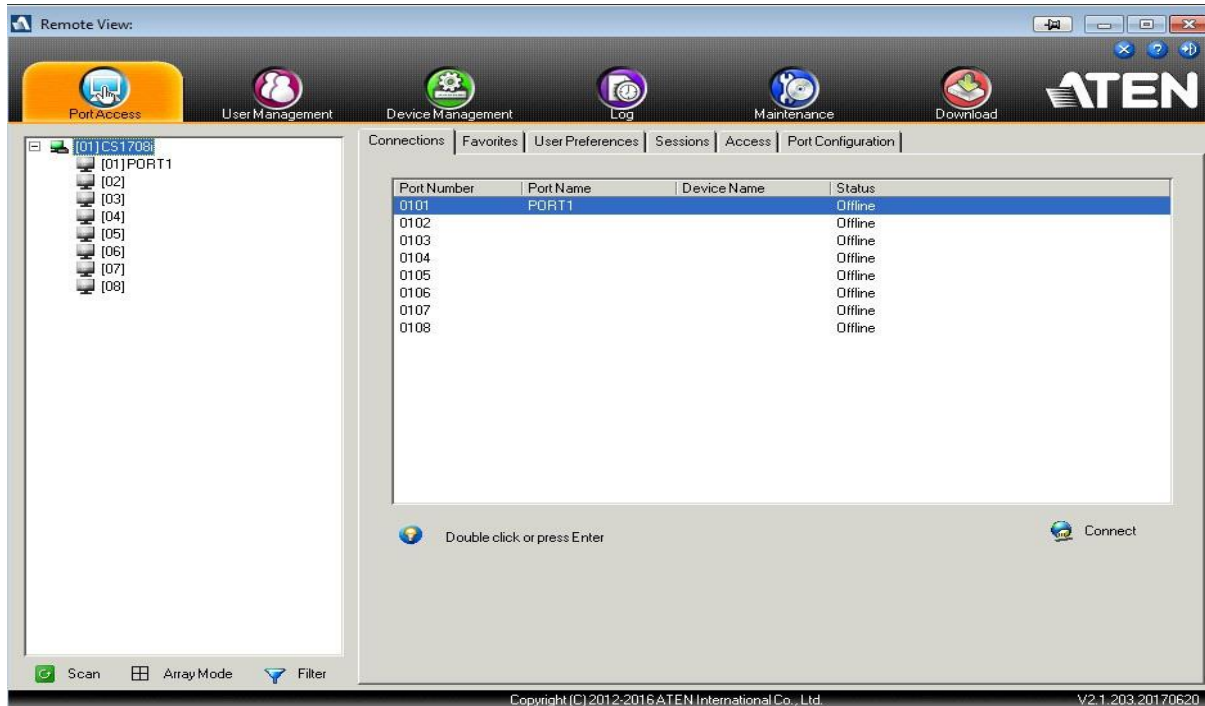 Remote View:
ATEN
Port Access
User Management
Device Management
Log
Maintenance
Download
[01]CS1708i
[01]PORT1
[02]
[03]
[04]
[05]
[06]
[07]
[08]
Scan
Array Mode
Filter
Connections Favorites User Preferences Sessions Access Port Configuration
Port Number Port Name Device Name Status
0101 PORT1 Offline
0102 Offline
0103 Offline
0104 Offline
0105 Offline
0106 Offline
0107 Offline
0108 Offline
Double click or press Enter
Connect
Copyright (C) 2012-2016 ATEN International Co., Ltd.
V2.1.203.20170620